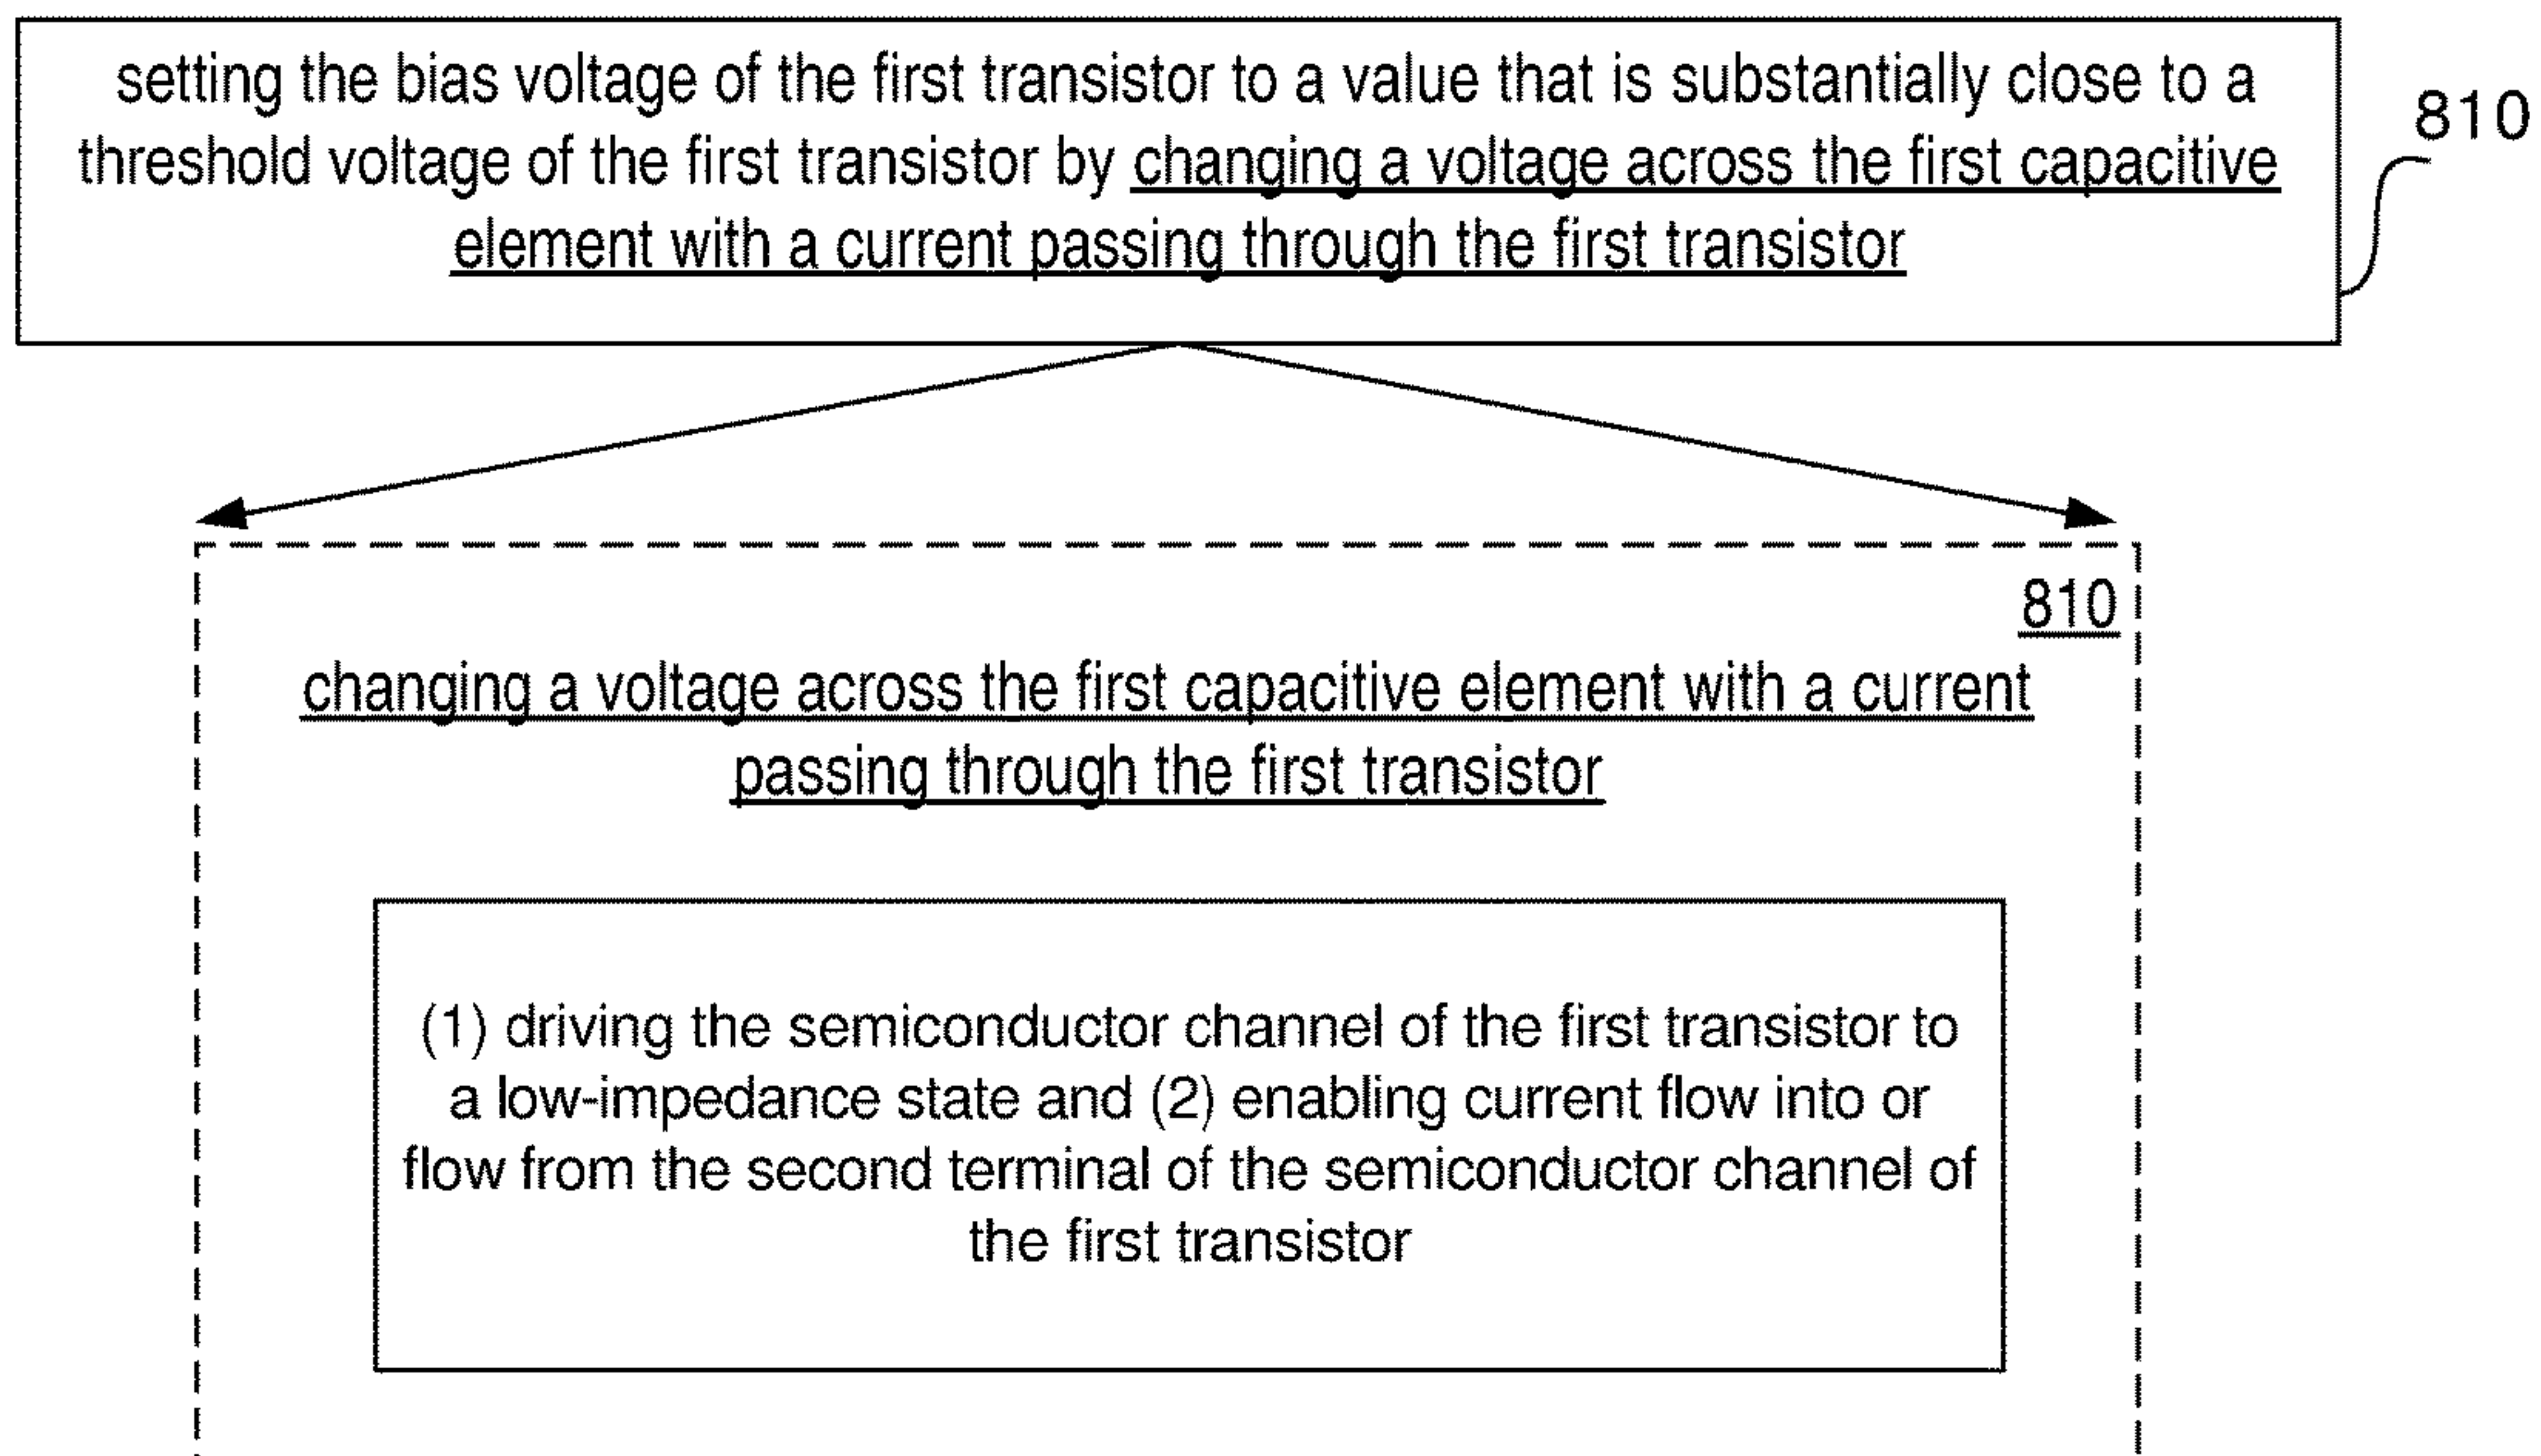 setting the bias voltage of the first transistor to a value that is substantially close to a
threshold voltage of the first transistor by changing a voltage across the first capacitive
element with a current passing through the first transistor
810
810
changing a voltage across the first capacitive element with a current
passing through the first transistor
(1) driving the semiconductor channel of the first transistor to
a low-impedance state and (2) enabling current flow into or
flow from the second terminal of the semiconductor channel of
the first transistor